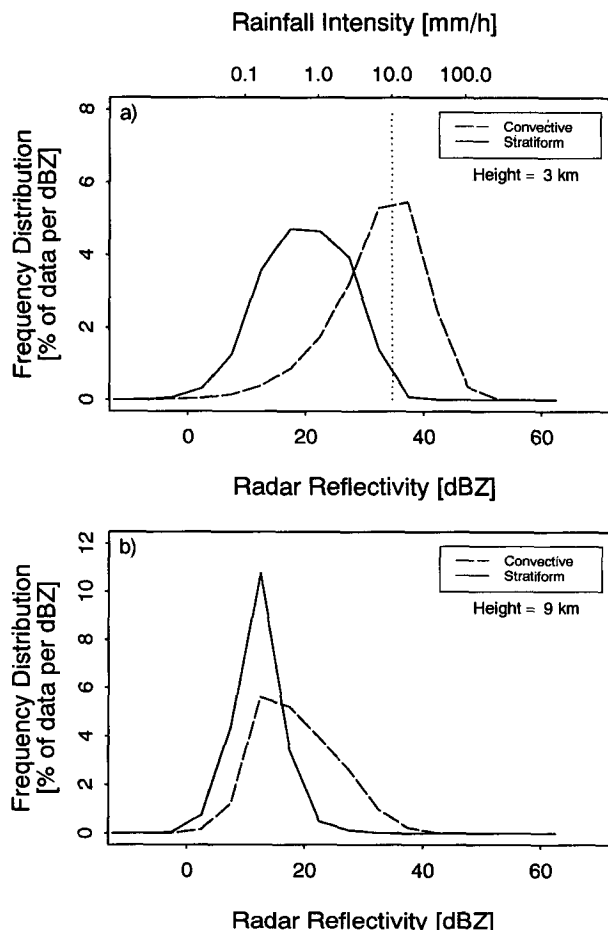 Rainfall Intensity [mm/h]
0.1 1.0 10.0 100.0
a)
Convective
Stratiform
Height = 3 km
Frequency Distribution
[% of data per dBZ]
8
6
4
2
0
0 20 40 60
Radar Reflectivity [dBZ]
b)
Convective
Stratiform
Height = 9 km
Frequency Distribution
[% of data per dBZ]
12
10
8
6
4
2
0
0 20 40 60
Radar Reflectivity [dBZ]